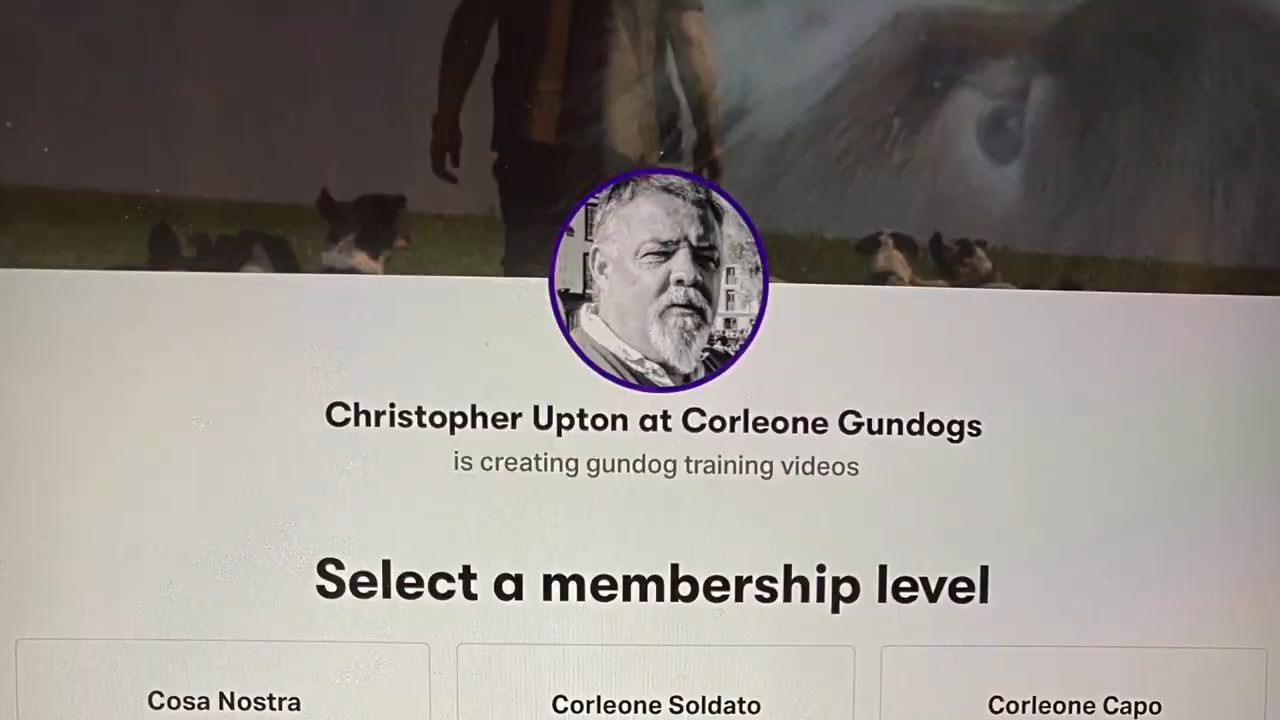 Christopher Upton at Corleone Gundogs
is creating gundog training videos
Select a membership level
Cosa Nostra
Corleone Soldato
Corleone Capo